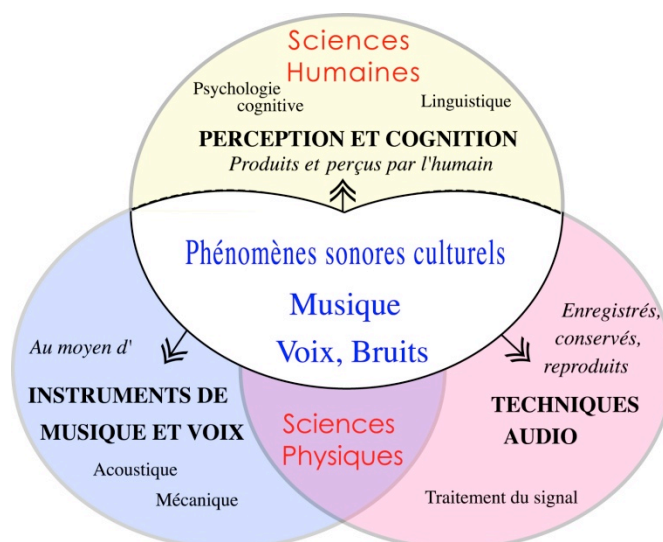 Sciences
Humaines
Psychologie
cognitive
Linguistique
PERCEPTION ET COGNITION
Produits et perçus par l'humain
Phénomènes sonores culturels
Musique
Voix, Bruits
Au moyen d'
INSTRUMENTS DE
MUSIQUE ET VOIX
Acoustique
Mécanique
Sciences
Physiques
Enregistrés,
conservés,
reproduits
TECHNIQUES
AUDIO
Traitement du signal